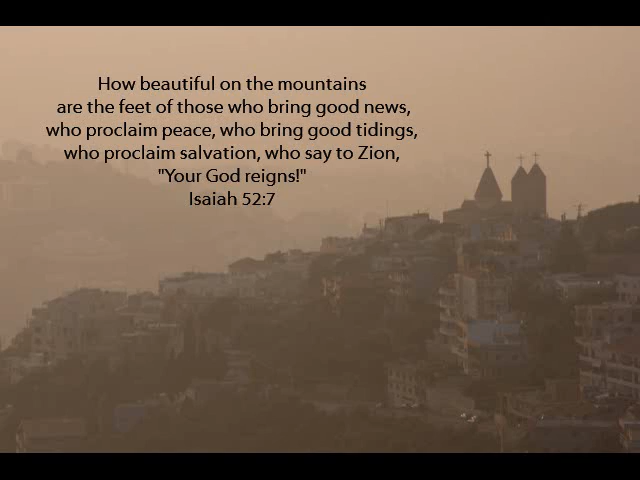 How beautiful on the mountains
are the feet of those who bring good news,
who proclaim peace, who bring good tidings,
who proclaim salvation, who say to Zion,
"Your God reigns!"
Isaiah 52:7